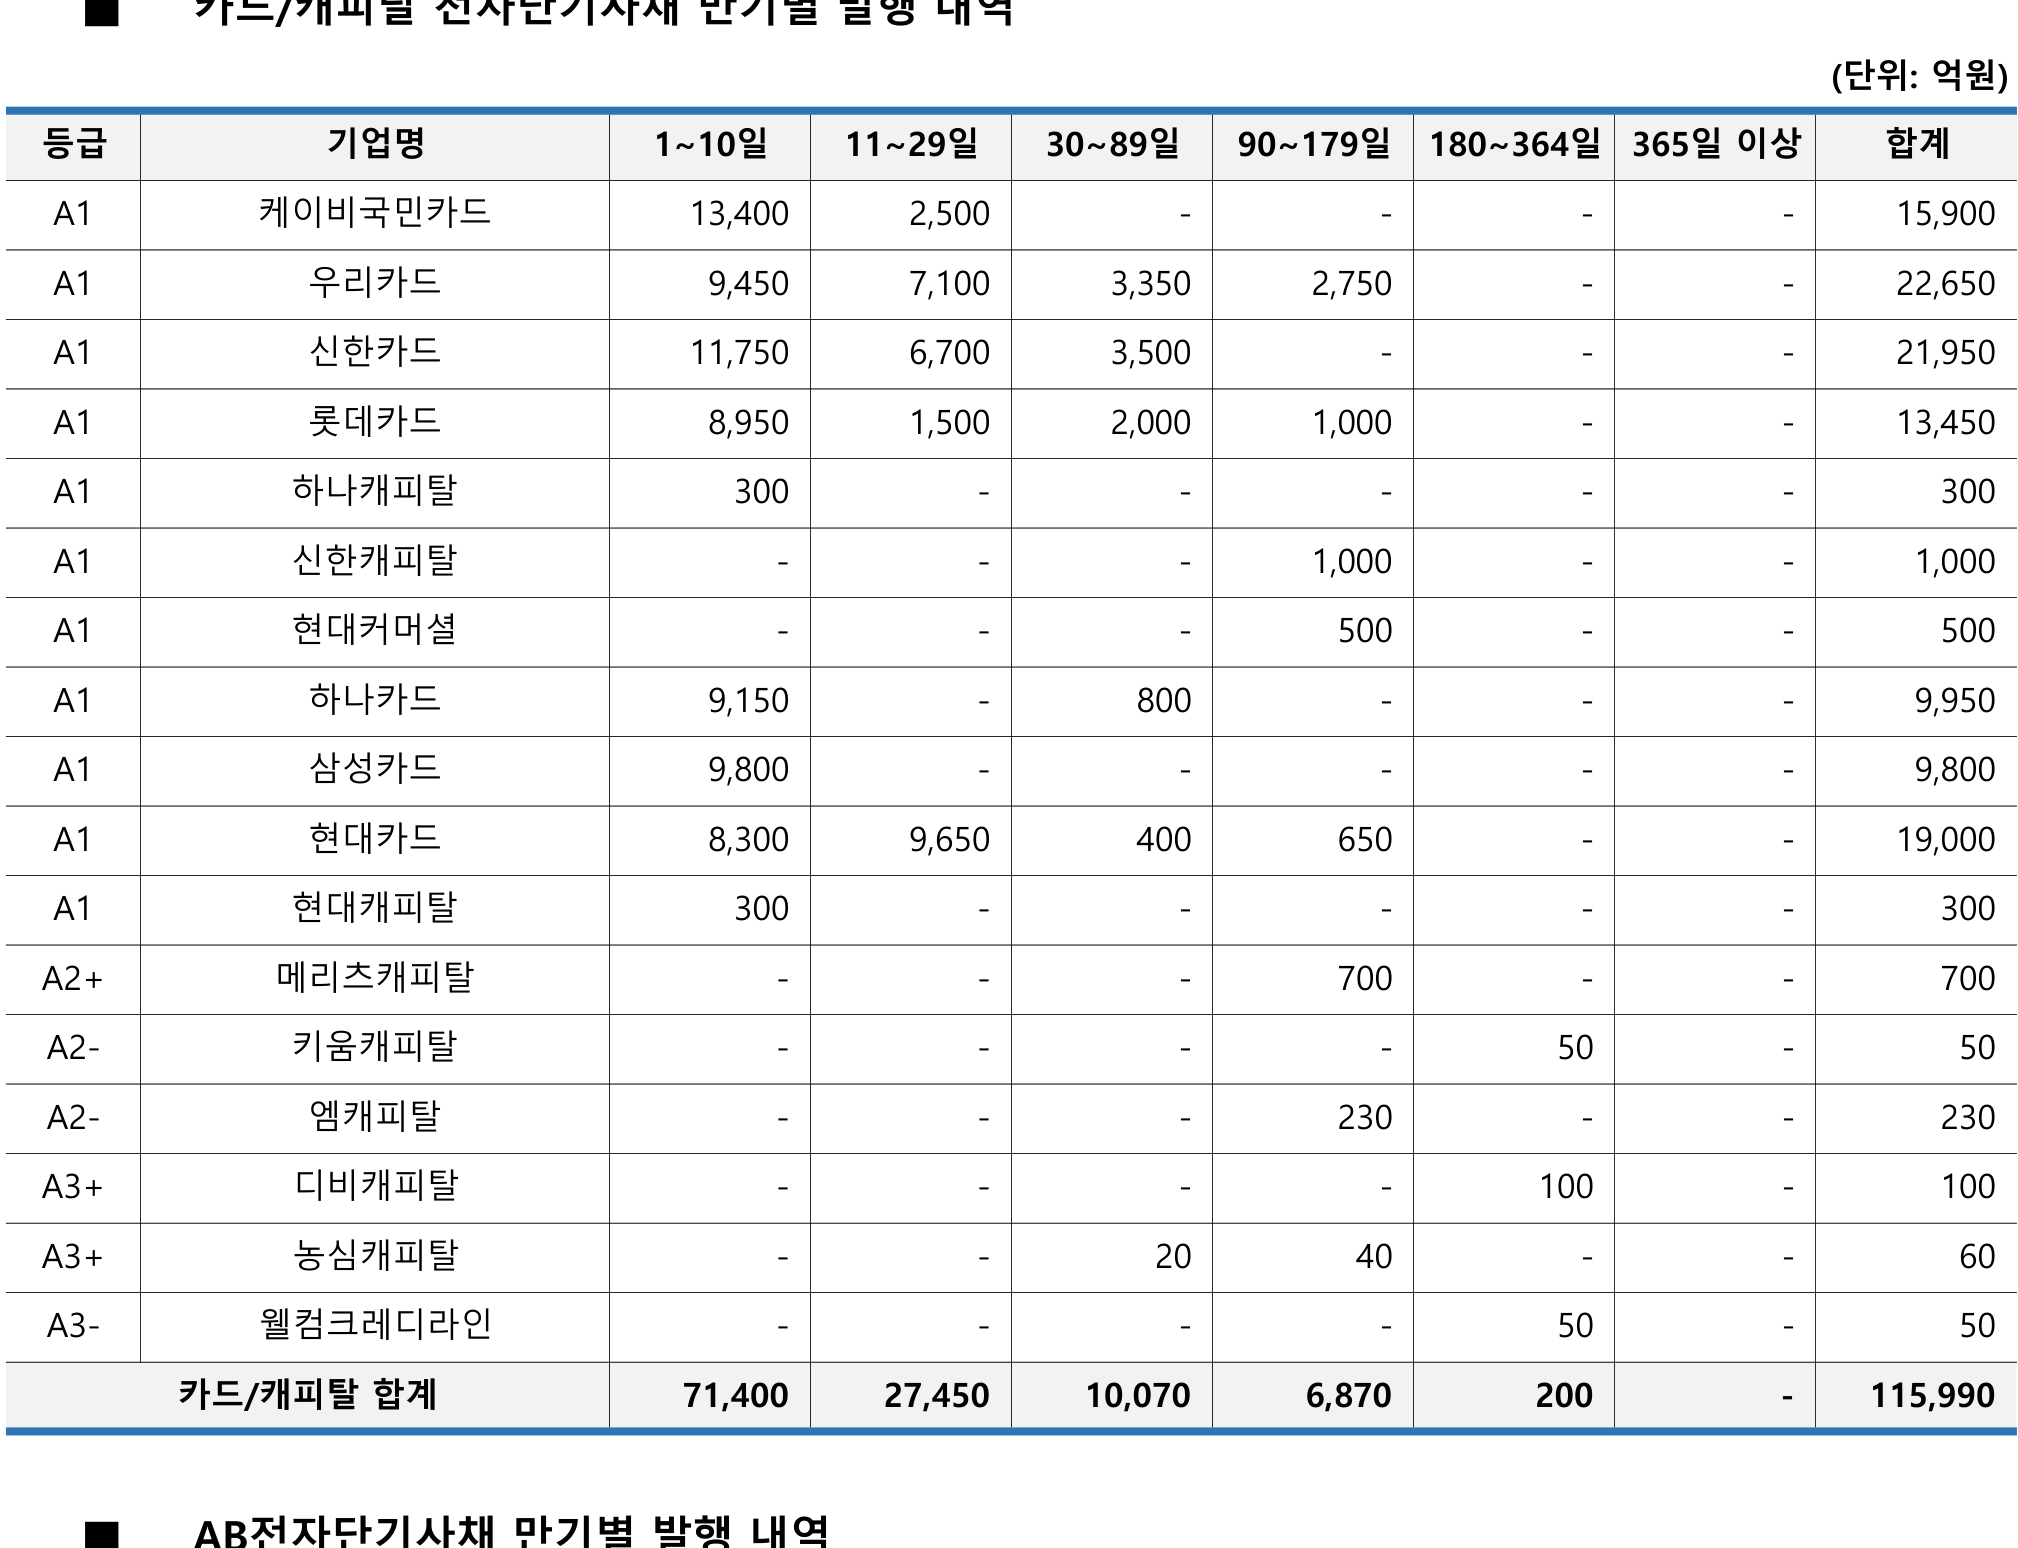 ■ 카드/캐피탈 전자단기사채 만기별 발행 내역
(단위: 억원)
등급 기업명 1~10일 11~29일 30~89일 90~179일 180~364일 365일 이상 합계
A1 케이비국민카드 13,400 2,500 - - - - 15,900
A1 우리카드 9,450 7,100 3,350 2,750 - - 22,650
A1 신한카드 11,750 6,700 3,500 - - - 21,950
A1 롯데카드 8,950 1,500 2,000 1,000 - - 13,450
A1 하나캐피탈 300 - - - - - 300
A1 신한캐피탈 - - - 1,000 - - 1,000
A1 현대커머셜 - - - 500 - - 500
A1 하나카드 9,150 - 800 - - - 9,950
A1 삼성카드 9,800 - - - - - 9,800
A1 현대카드 8,300 9,650 400 650 - - 19,000
A1 현대캐피탈 300 - - - - - 300
A2+ 메리츠캐피탈 - - - 700 - - 700
A2- 키움캐피탈 - - - - 50 - 50
A2- 엠캐피탈 - - - 230 - - 230
A3+ 디비캐피탈 - - - - 100 - 100
A3+ 농심캐피탈 - - 20 40 - - 60
A3- 웰컴크레디라인 - - - - 50 - 50
카드/캐피탈 합계 71,400 27,450 10,070 6,870 200 - 115,990
■ AB전자단기사채 만기별 발행 내역